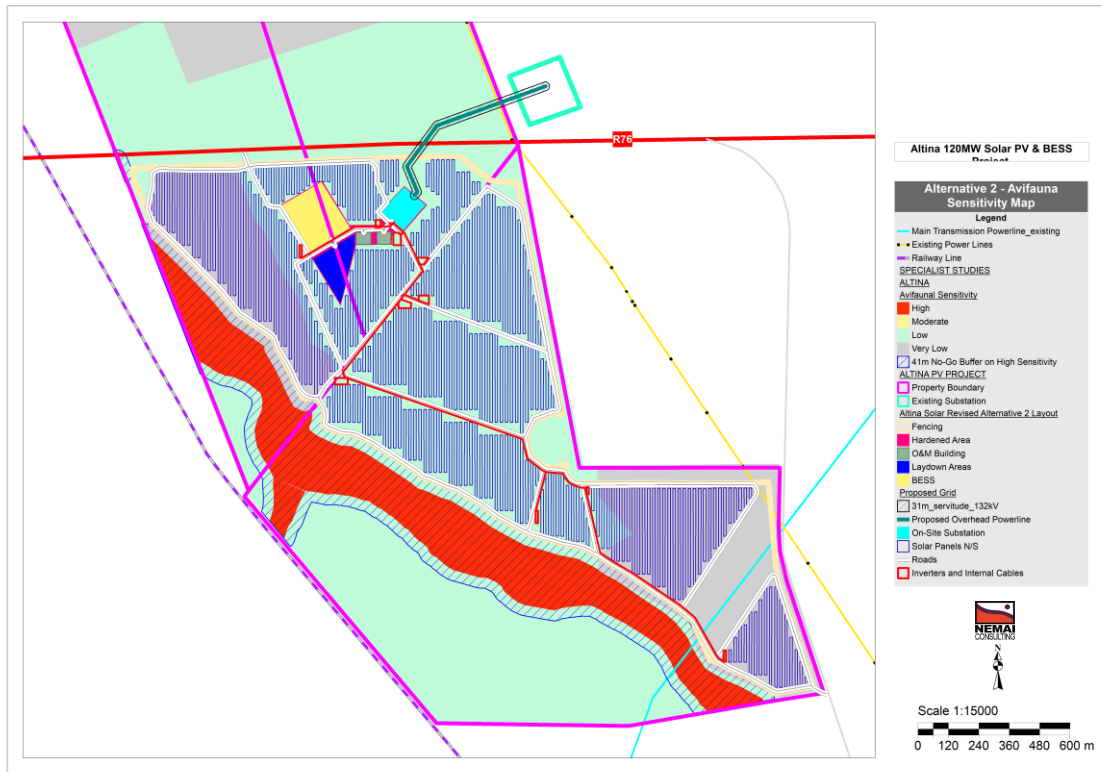 R76
Altina 120MW Solar PV & BESS
Project
Alternative 2 - Avifauna
Sensitivity Map
Legend
Main Transmission Powerline_existing
Existing Power Lines
Railway Line
SPECIALIST STUDIES
ALTINA
Avifaunal Sensitivity
High
Moderate
Low
Very Low
41m No-Go Buffer on High Sensitivity
ALTINA PV PROJECT
Property Boundary
Existing Substation
Altina Solar Revised Alternative 2 Layout
Fencing
Hardened Area
O&M Building
Laydown Areas
BESS
Proposed Grid
31m_servitude_132kV
Proposed Overhead Powerline
On-Site Substation
Solar Panels N/S
Roads
Inverters and Internal Cables
NEMAI
CONSULTING
N
Scale 1:15000
0 120 240 360 480 600 m